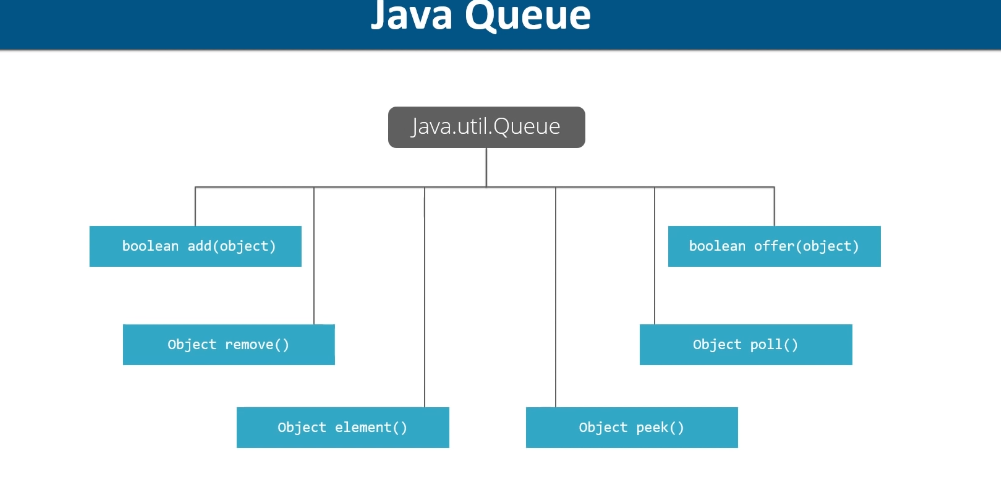 Java Queue
Java.util.Queue
boolean add(object)
boolean offer(object)
Object remove()
Object poll()
Object element()
Object peek()